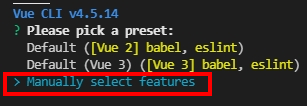 Vue CLI v4.5.14
? Please pick a preset:
Default ([Vue 2] babel, eslint)
Default (Vue 3) ([Vue 3] babel, eslint)
> Manually select features